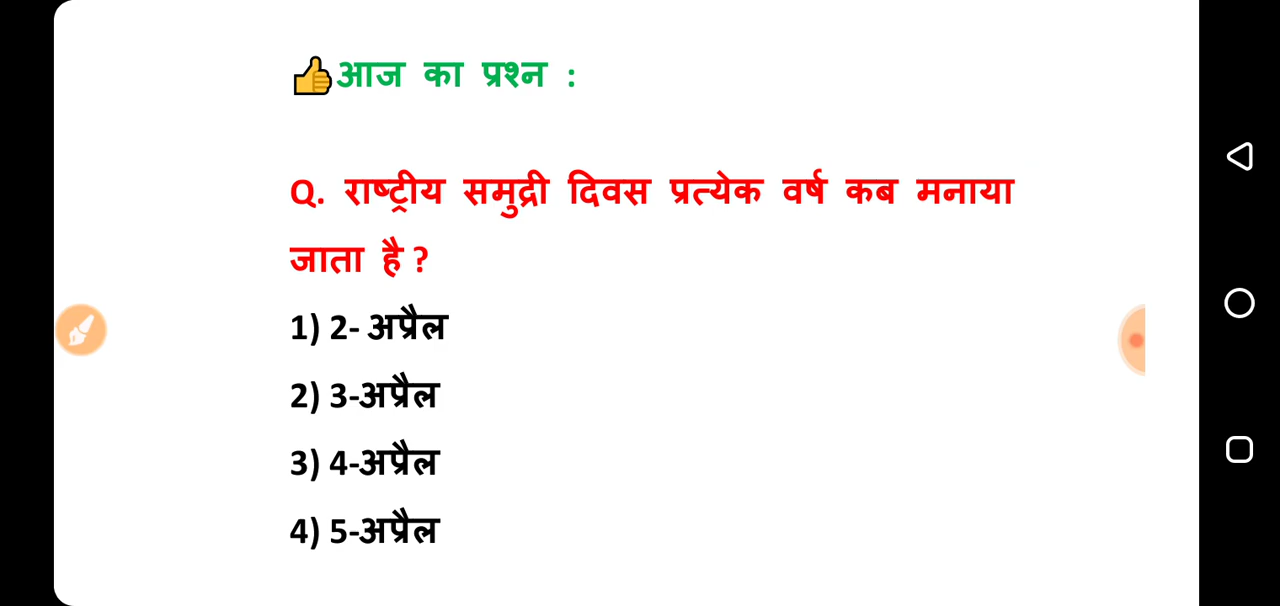 👍आज का प्रश्न :
Q. राष्ट्रीय समुद्री दिवस प्रत्येक वर्ष कब मनाया
जाता है ?
1) 2- अप्रैल
2) 3-अप्रैल
3) 4-अप्रैल
4) 5-अप्रैल